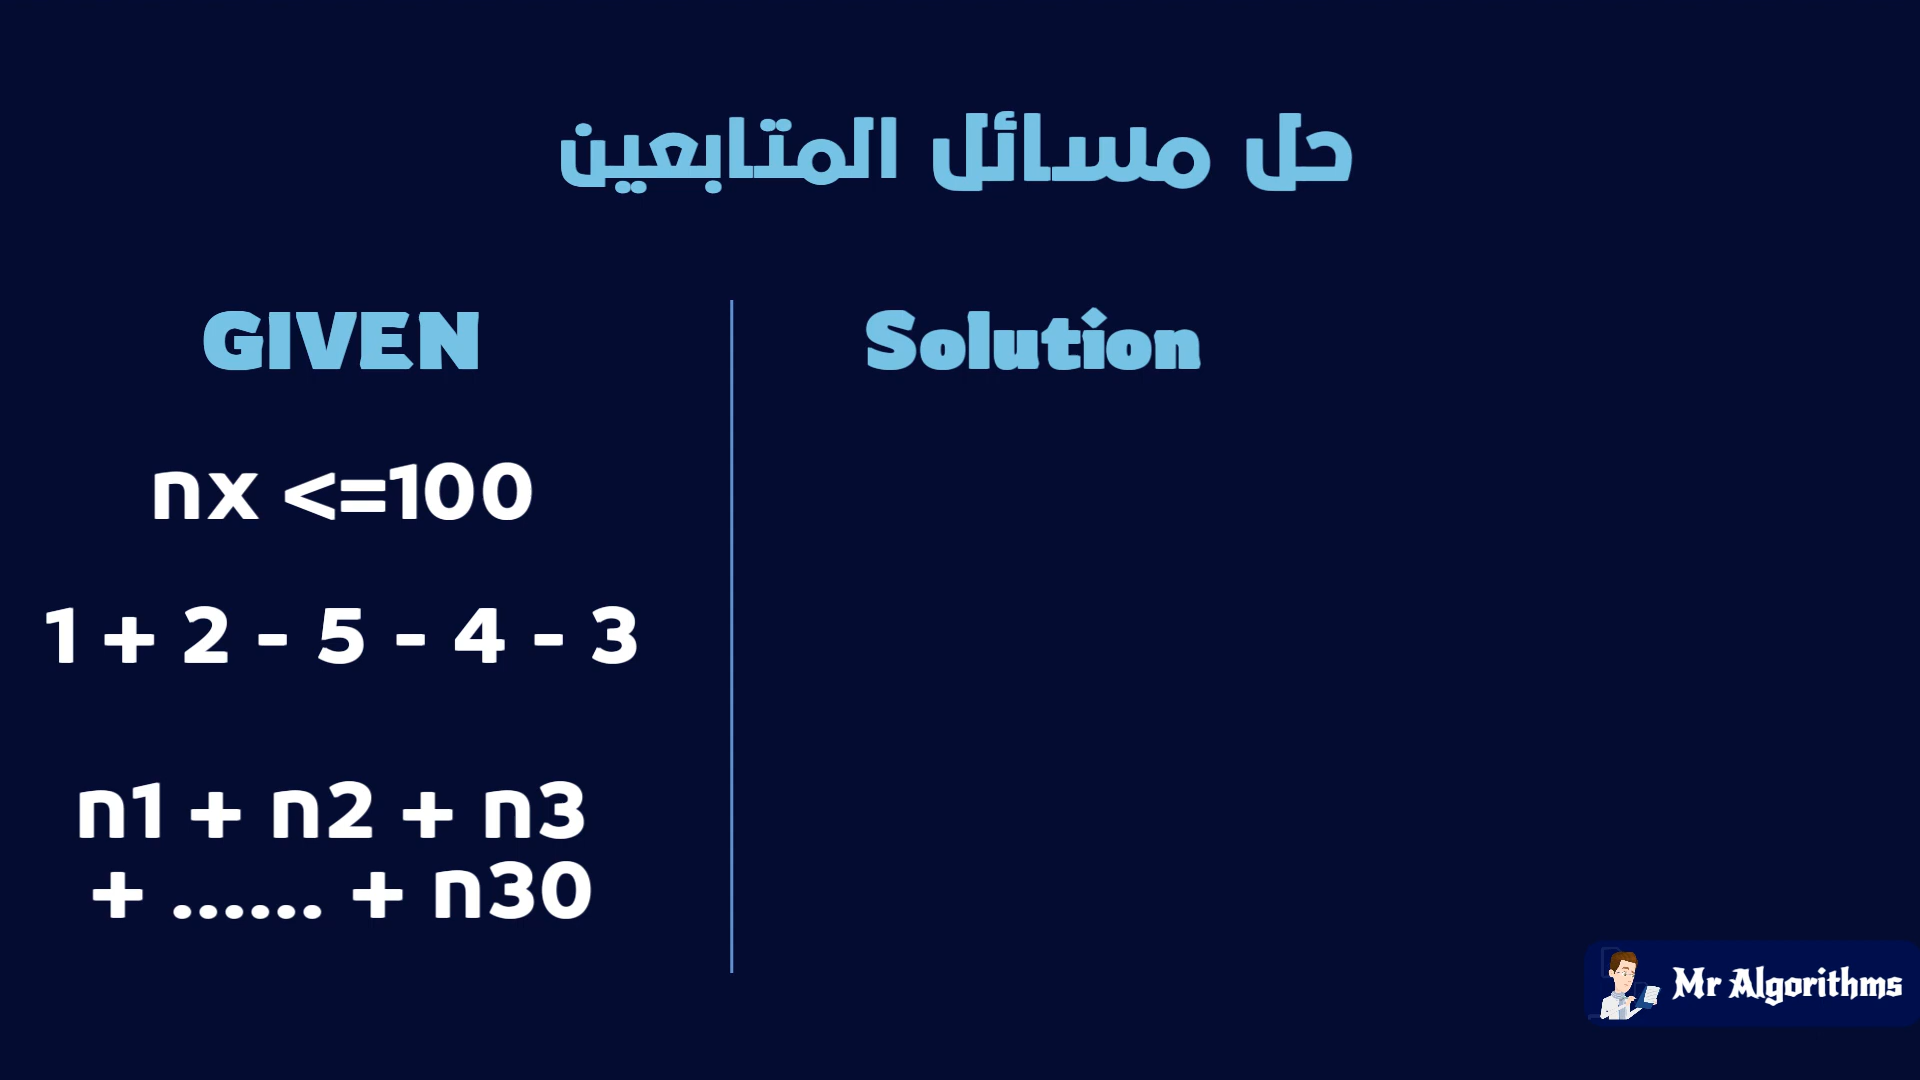 حل مسائل المتابعين
GIVEN
nx <=100
1 + 2 - 5 - 4 - 3
n1 + n2 + n3
+ ...... + n30
Solution
Mr Algorithms